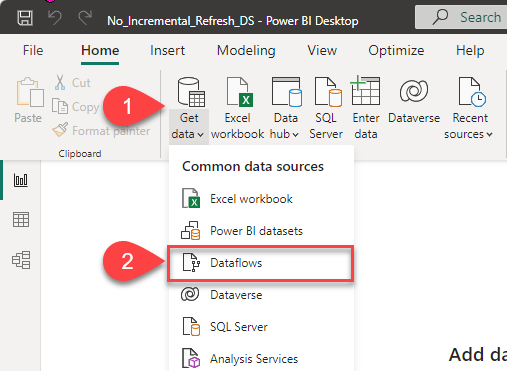 No_Incremental_Refresh_DS - Power BI Desktop
Search
File Home Insert Modeling View Optimize Help External
Paste
Cut
Copy
Format painter
Clipboard
1
Get data
Excel workbook
Data hub
SQL Server
Enter data
Dataverse
Recent sources
Common data sources
Excel workbook
Power BI datasets
2
Dataflows
Dataverse
SQL Server
Analysis Services
Add da